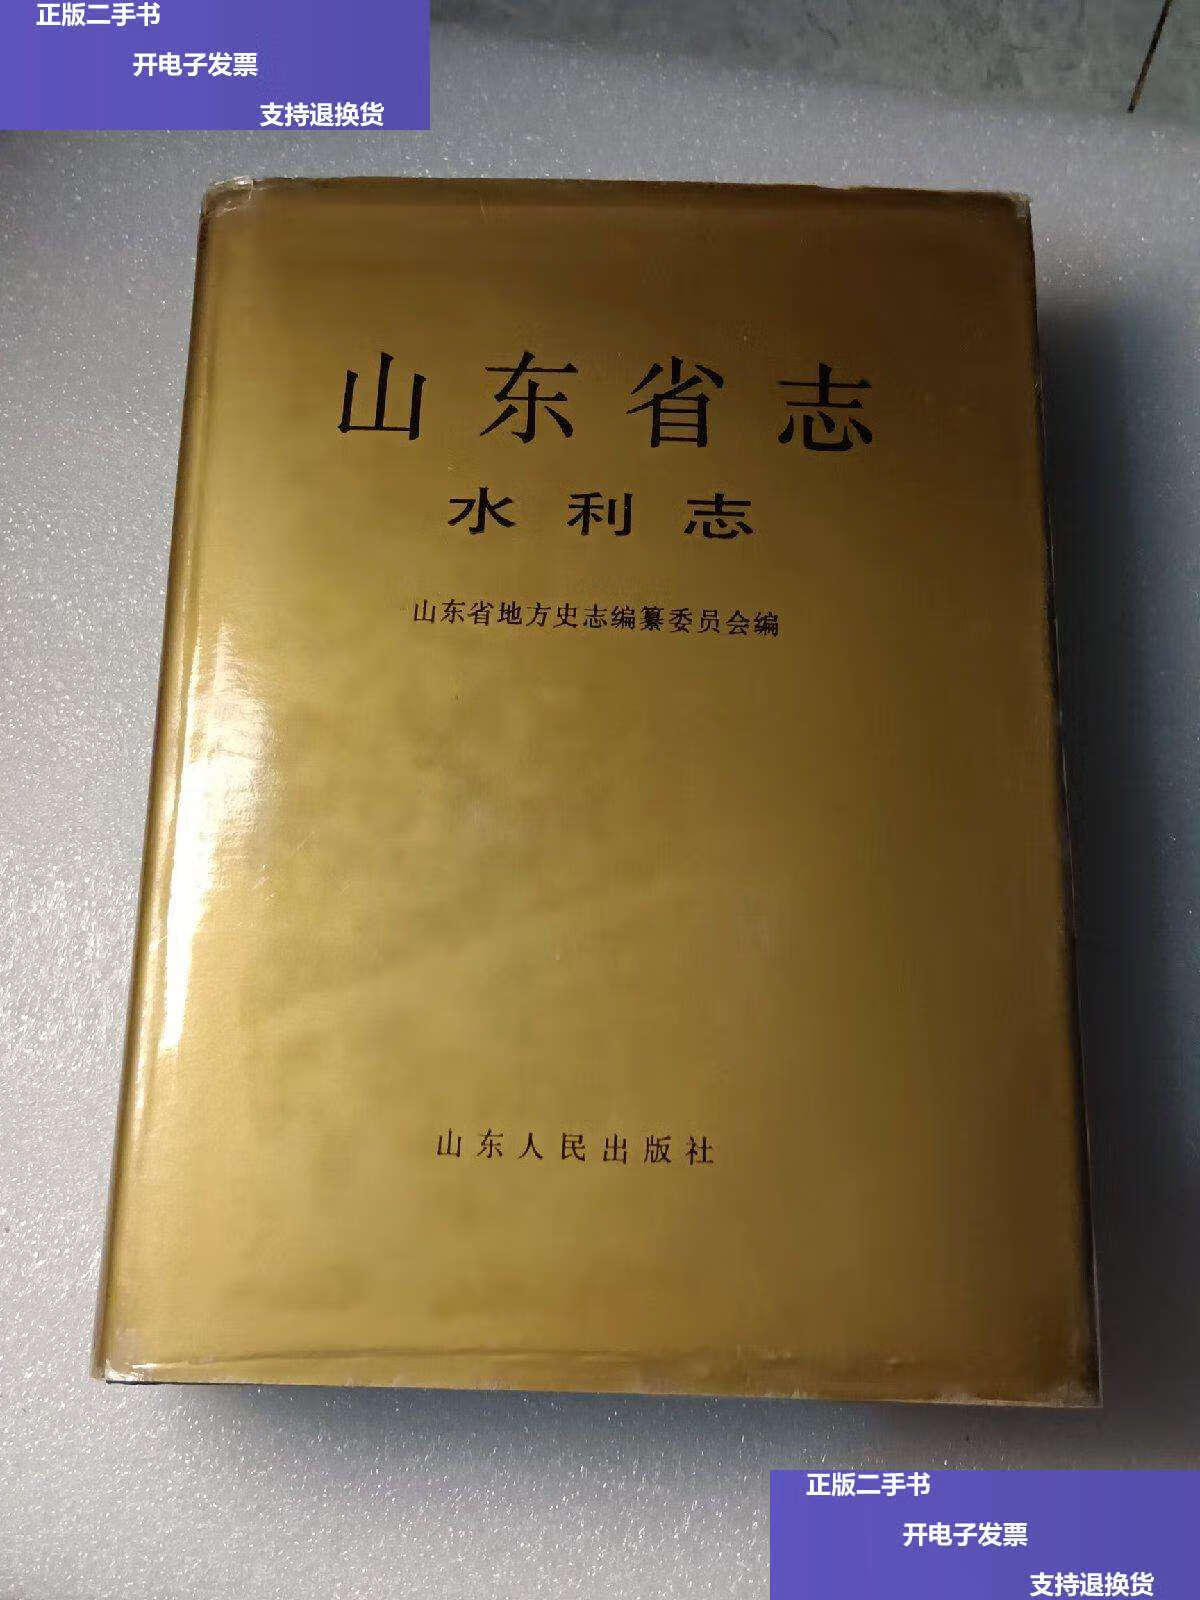 正版二手书
开电子发票
支持退换货
山东省志
水利志
山东省地方史志编纂委员会编
山东人民出版社
正版二手书
开电子发票
支持退换货